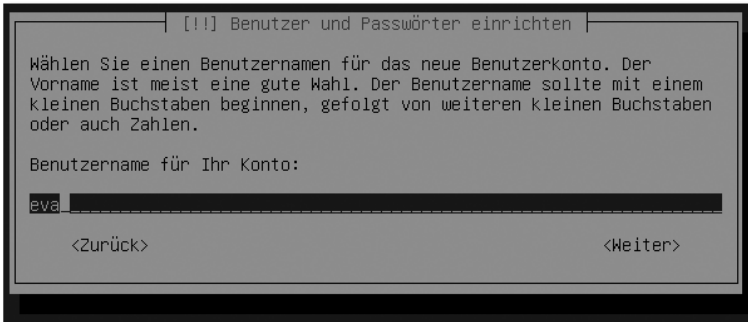 [!!] Benutzer und Passwörter einrichten
Wählen Sie einen Benutzernamen für das neue Benutzerkonto. Der
Vorname ist meist eine gute Wahl. Der Benutzername sollte mit einem
kleinen Buchstaben beginnen, gefolgt von weiteren kleinen Buchstaben
oder auch Zahlen.
Benutzername für Ihr Konto:
eva
<Zurück> <Weiter>